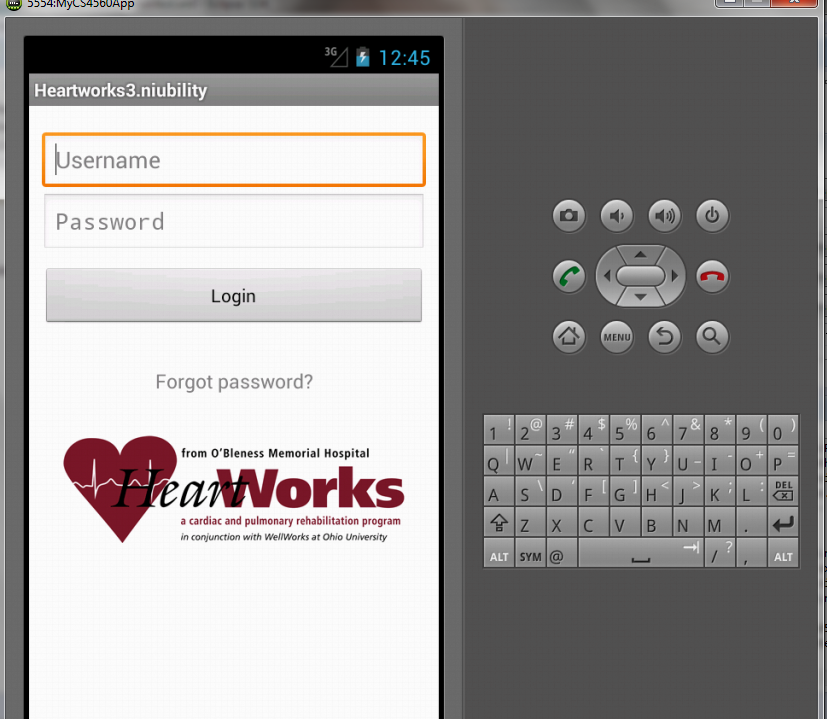 5554:MyCS4560App
3G 12:45
Heartworks3.niubility
Username
Password
Login
Forgot password?
from O'Bleness Memorial Hospital
HeartWorks
a cardiac and pulmonary rehabilitation program
in conjunction with WellWorks at Ohio University
MENU
1 ! 2 @ 3 # 4 $ 5 % 6 ^ 7 & 8 * 9 ( 0 )
Q | W ~ E " R ` T { Y } U _ I - O + P =
A S \ D ' F [ G ] H < J > K ; L : DEL
Z X C V B N M .
ALT SYM @ / ? , ALT